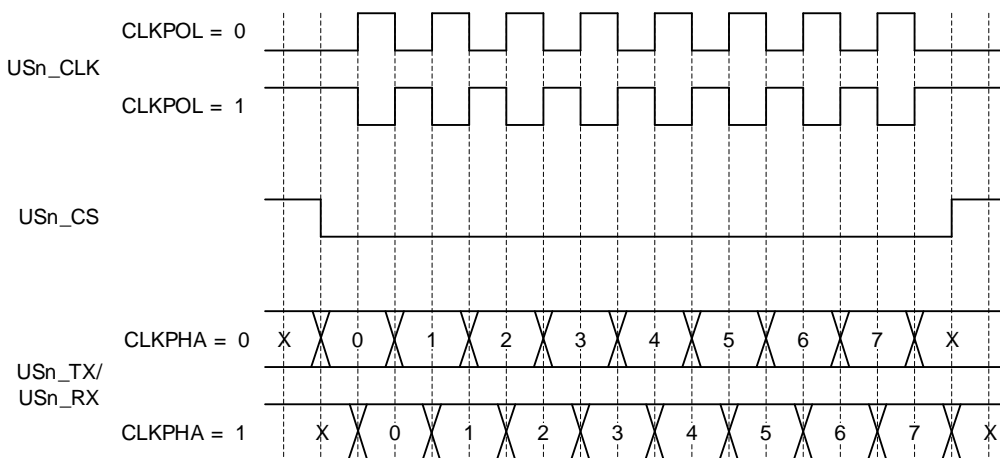 CLKPOL = 0
USn_CLK
CLKPOL = 1
USn_CS
CLKPHA = 0 X 0 1 2 3 4 5 6 7 X
USn_TX/
USn_RX
CLKPHA = 1 X 0 1 2 3 4 5 6 7 X